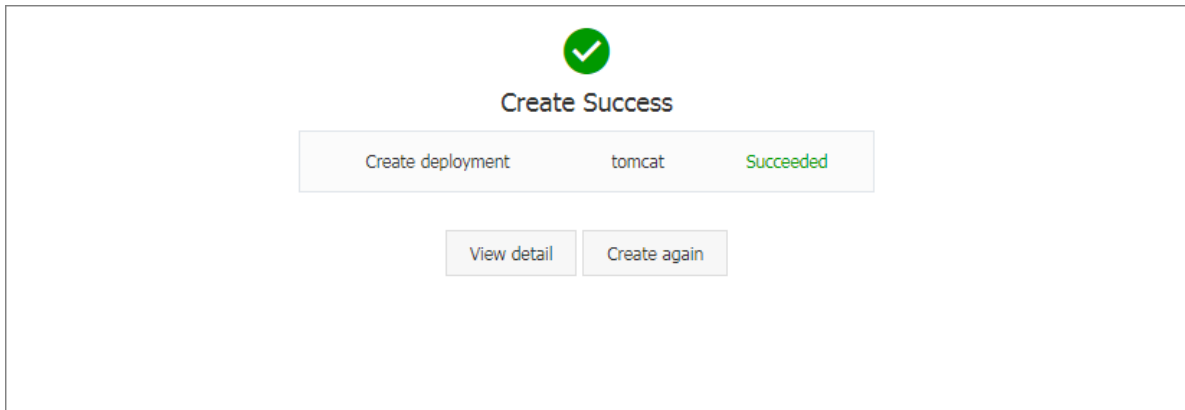 Create Success
Create deployment tomcat Succeeded
View detail Create again